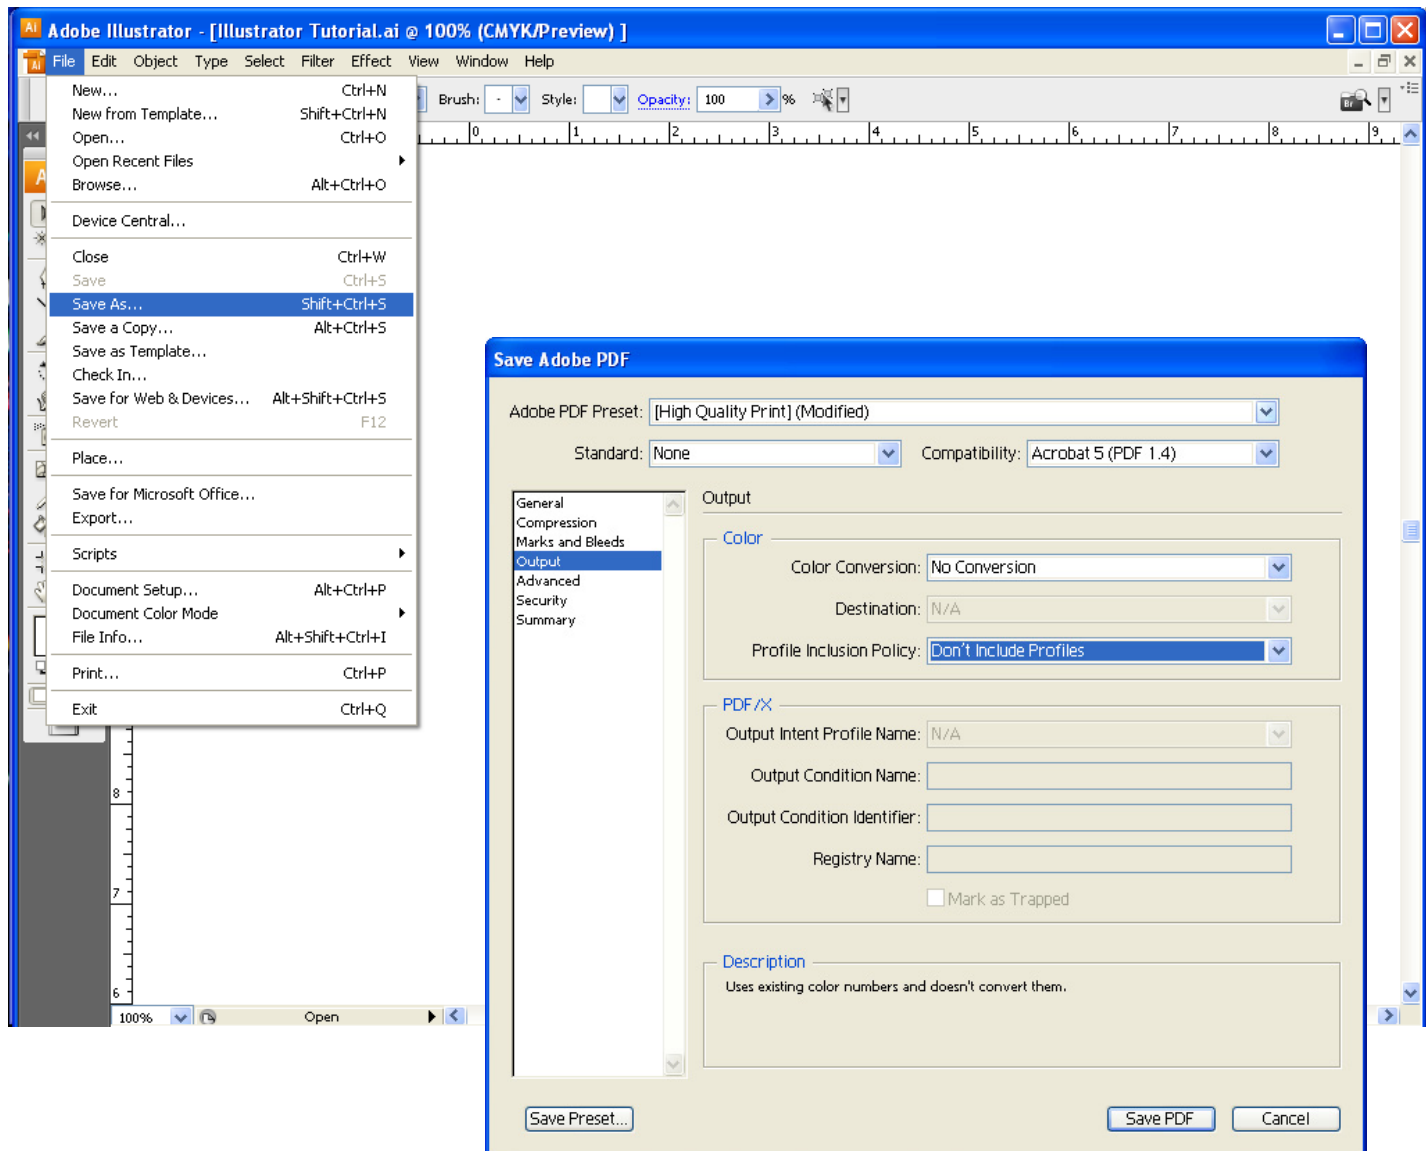 Ai Adobe Illustrator - [Illustrator Tutorial.ai @ 100% (CMYK/Preview) ]
File Edit Object Type Select Filter Effect View Window Help
Brush: Style: Opacity: 100 %
Br
0 1 2 3 4 5 6 7 8 9
New... Ctrl+N
New from Template... Shift+Ctrl+N
Open... Ctrl+O
Open Recent Files
Browse... Alt+Ctrl+O
Device Central...
Close Ctrl+W
Save Ctrl+S
Save As... Shift+Ctrl+S
Save a Copy... Alt+Ctrl+S
Save as Template...
Check In...
Save for Web & Devices... Alt+Shift+Ctrl+S
Revert F12
Place...
Save for Microsoft Office...
Export...
Scripts
Document Setup... Alt+Ctrl+P
Document Color Mode
File Info... Alt+Shift+Ctrl+I
Print... Ctrl+P
Exit Ctrl+Q
8
7
6
100% Open
Save Adobe PDF
Adobe PDF Preset: [High Quality Print] (Modified)
Standard: None Compatibility: Acrobat 5 (PDF 1.4)
General
Compression
Marks and Bleeds
Output
Advanced
Security
Summary
Output
Color
Color Conversion: No Conversion
Destination: N/A
Profile Inclusion Policy: Don't Include Profiles
PDF/X
Output Intent Profile Name: N/A
Output Condition Name:
Output Condition Identifier:
Registry Name:
Mark as Trapped
Description
Uses existing color numbers and doesn't convert them.
Save Preset... Save PDF Cancel